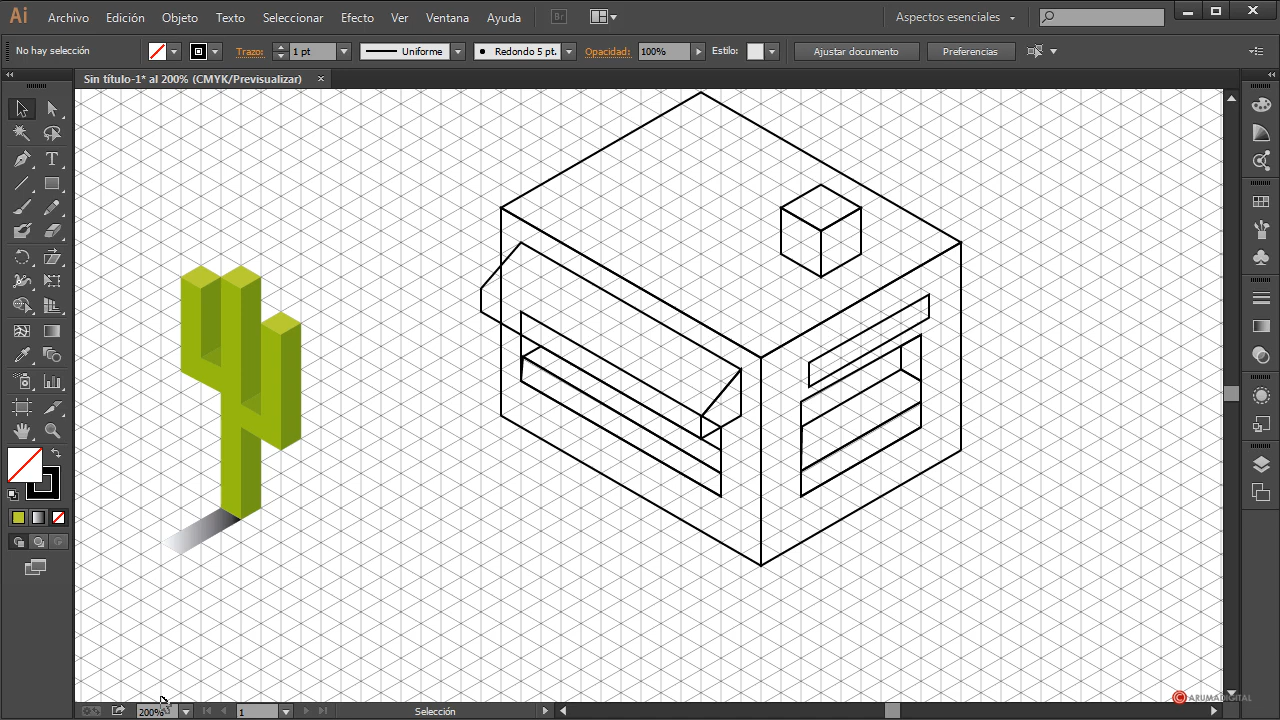 Ai Archivo Edición Objeto Texto Seleccionar Efecto Ver Ventana Ayuda Br Aspectos esenciales
No hay selección Trazo: 1 pt Uniforme Redondo 5 pt. Opacidad: 100% Estilo: Ajustar documento Preferencias
Sin título-1* al 200% (CMYK/Previsualizar)
T
© ARUMADIGITAL
200% 1 Selección